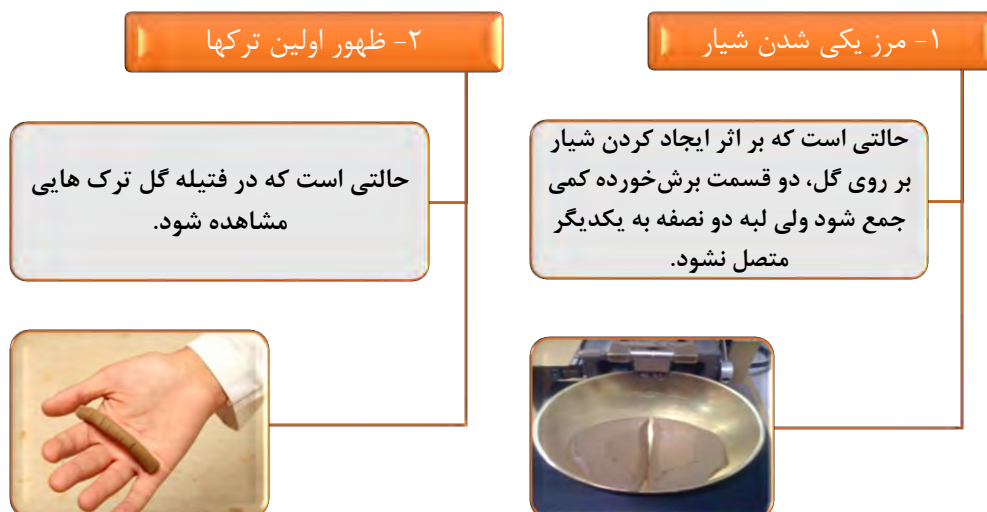 ۱- مرز یکی شدن شیار
حالتی است که بر اثر ایجاد کردن شیار
بر روی گل، دو قسمت برش‌خورده کمی
جمع شود ولی لبه دو نصفه به یکدیگر
متصل نشود.
۲- ظهور اولین ترکها
حالتی است که در فتیله گل ترک هایی
مشاهده شود.